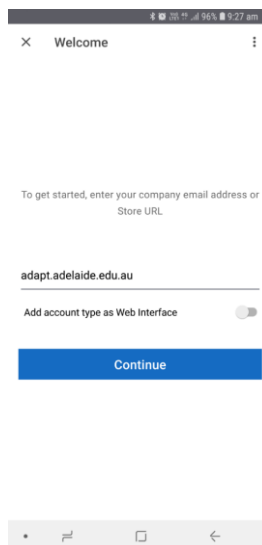 96% 9:27 am
Welcome
To get started, enter your company email address or
Store URL
adapt.adelaide.edu.au
Add account type as Web Interface
Continue